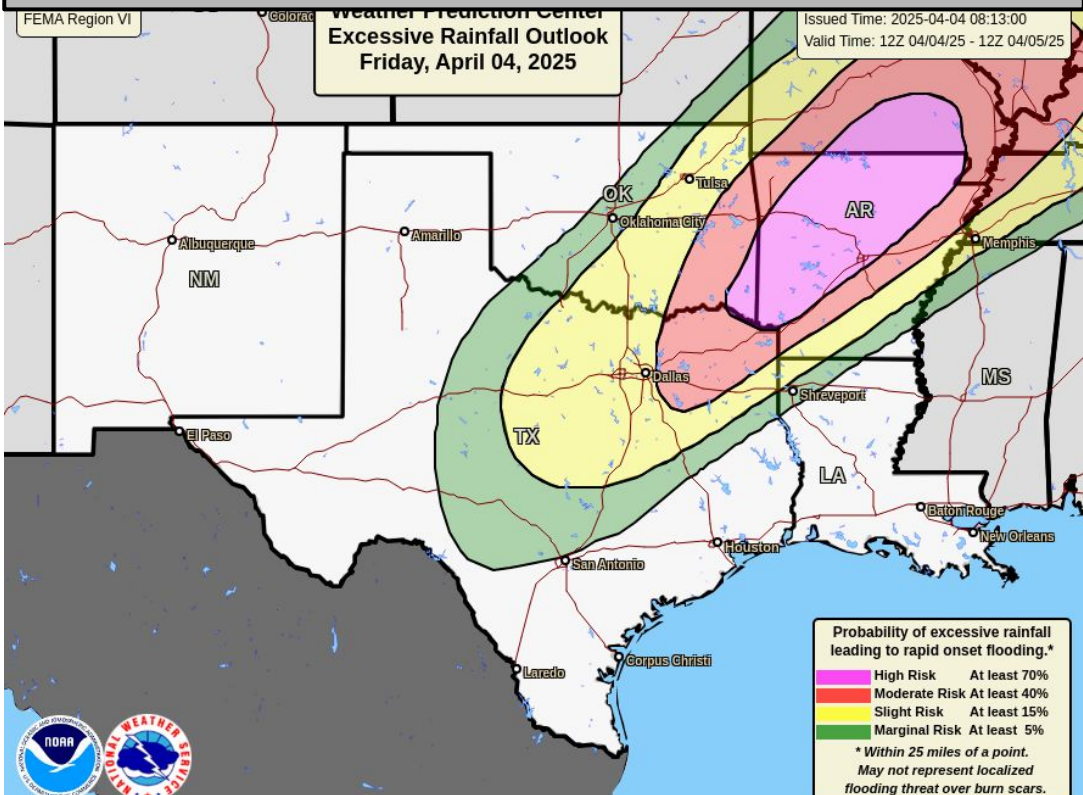 FEMA Region VI
Colorad
Weather Prediction Center
Excessive Rainfall Outlook
Friday, April 04, 2025
Issued Time: 2025-04-04 08:13:00
Valid Time: 12Z 04/04/25 - 12Z 04/05/25
Tulsa
OK
AR
Oklahoma City
Amarillo
Albuquerque
Memphis
NM
Dallas
MS
Shreveport
El Paso
TX
LA
Baton Rouge
New Orleans
Houston
San Antonio
Corpus Christi
Laredo
Probability of excessive rainfall
leading to rapid onset flooding.*
High Risk At least 70%
Moderate Risk At least 40%
Slight Risk At least 15%
Marginal Risk At least 5%
* Within 25 miles of a point.
May not represent localized
flooding threat over burn scars.
NOAA
NATIONAL WEATHER SERVICE